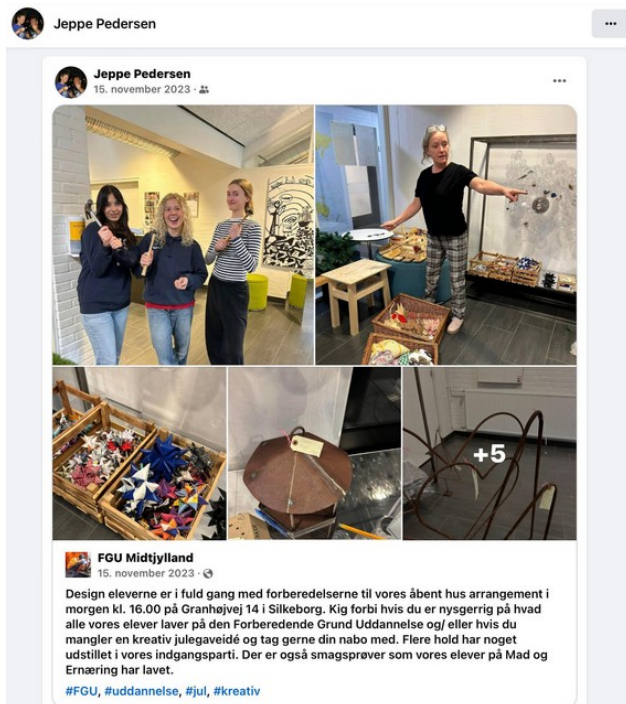 Jeppe Pedersen
Jeppe Pedersen
15. november 2023 ·
+5
FGU Midtjylland
15. november 2023 ·
Design eleverne er i fuld gang med forberedelserne til vores åbent hus arrangement i
morgen kl. 16.00 på Granhøjvej 14 i Silkeborg. Kig forbi hvis du er nysgerrig på hvad
alle vores elever laver på den Forberedende Grund Uddannelse og/ eller hvis du
mangler en kreativ julegaveidé og tag gerne din nabo med. Flere hold har noget
udstillet i vores indgangsparti. Der er også smagsprøver som vores elever på Mad og
Ernæring har lavet.
#FGU, #uddannelse, #jul, #kreativ